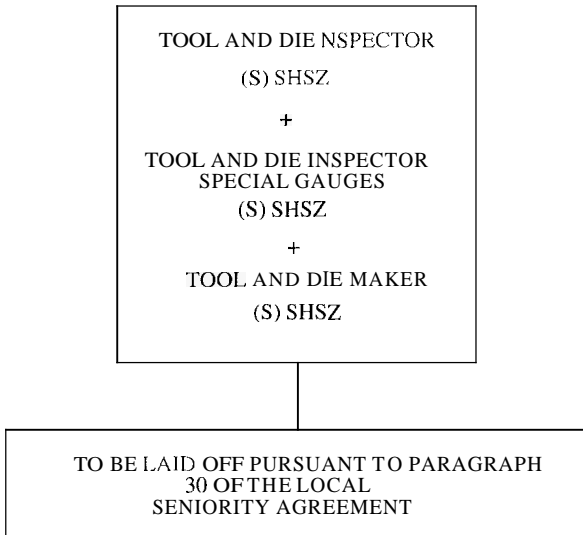 TOOL AND DIE NSPECTOR
(S) SHSZ
+
TOOL AND DIE INSPECTOR
SPECIAL GAUGES
(S) SHSZ
+
TOOL AND DIE MAKER
(S) SHSZ
TO BE LAID OFF PURSUANT TO PARAGRAPH
30 OF THE LOCAL
SENIORITY AGREEMENT